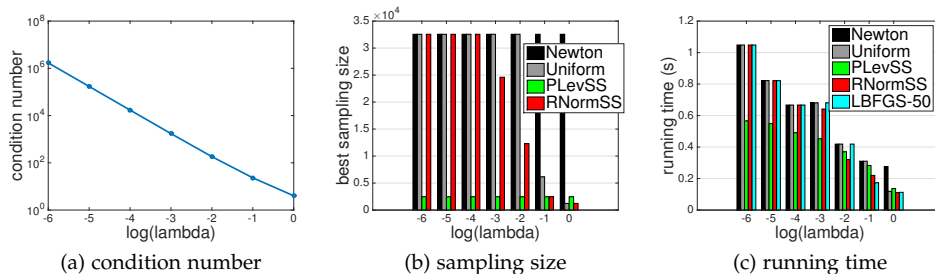 10^8
10^6
10^4
10^2
10^0
condition number
-6 -5 -4 -3 -2 -1 0
log(lambda)
(a) condition number
×10^4
3.5
3
2.5
2
1.5
1
0.5
0
best sampling size
Newton
Uniform
PLevSS
RNormSS
-6 -5 -4 -3 -2 -1 0
log(lambda)
(b) sampling size
1.2
1
0.8
0.6
0.4
0.2
0
running time (s)
Newton
Uniform
PLevSS
RNormSS
LBFGS-50
-6 -5 -4 -3 -2 -1 0
log(lambda)
(c) running time